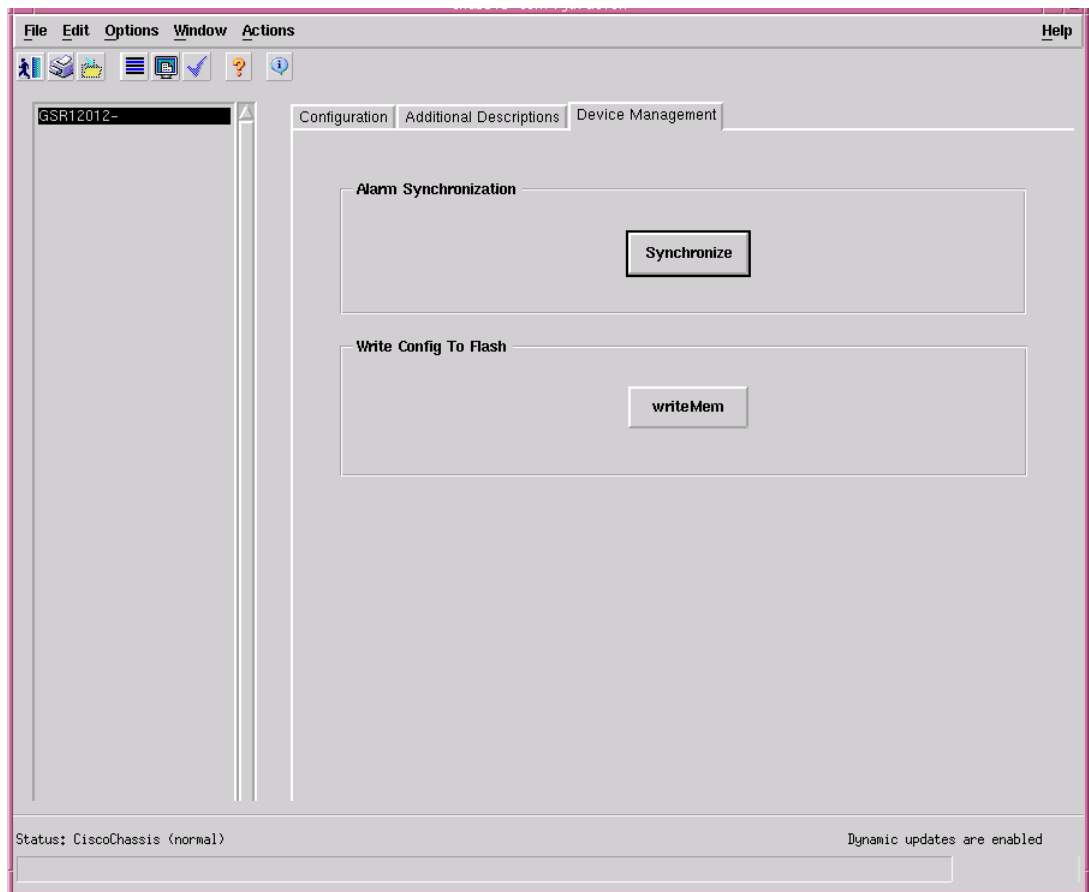 File Edit Options Window Actions Help
GSR12012-
Configuration Additional Descriptions Device Management
Alarm Synchronization
Synchronize
Write Config To Flash
writeMem
Status: CiscoChassis (normal) Dynamic updates are enabled